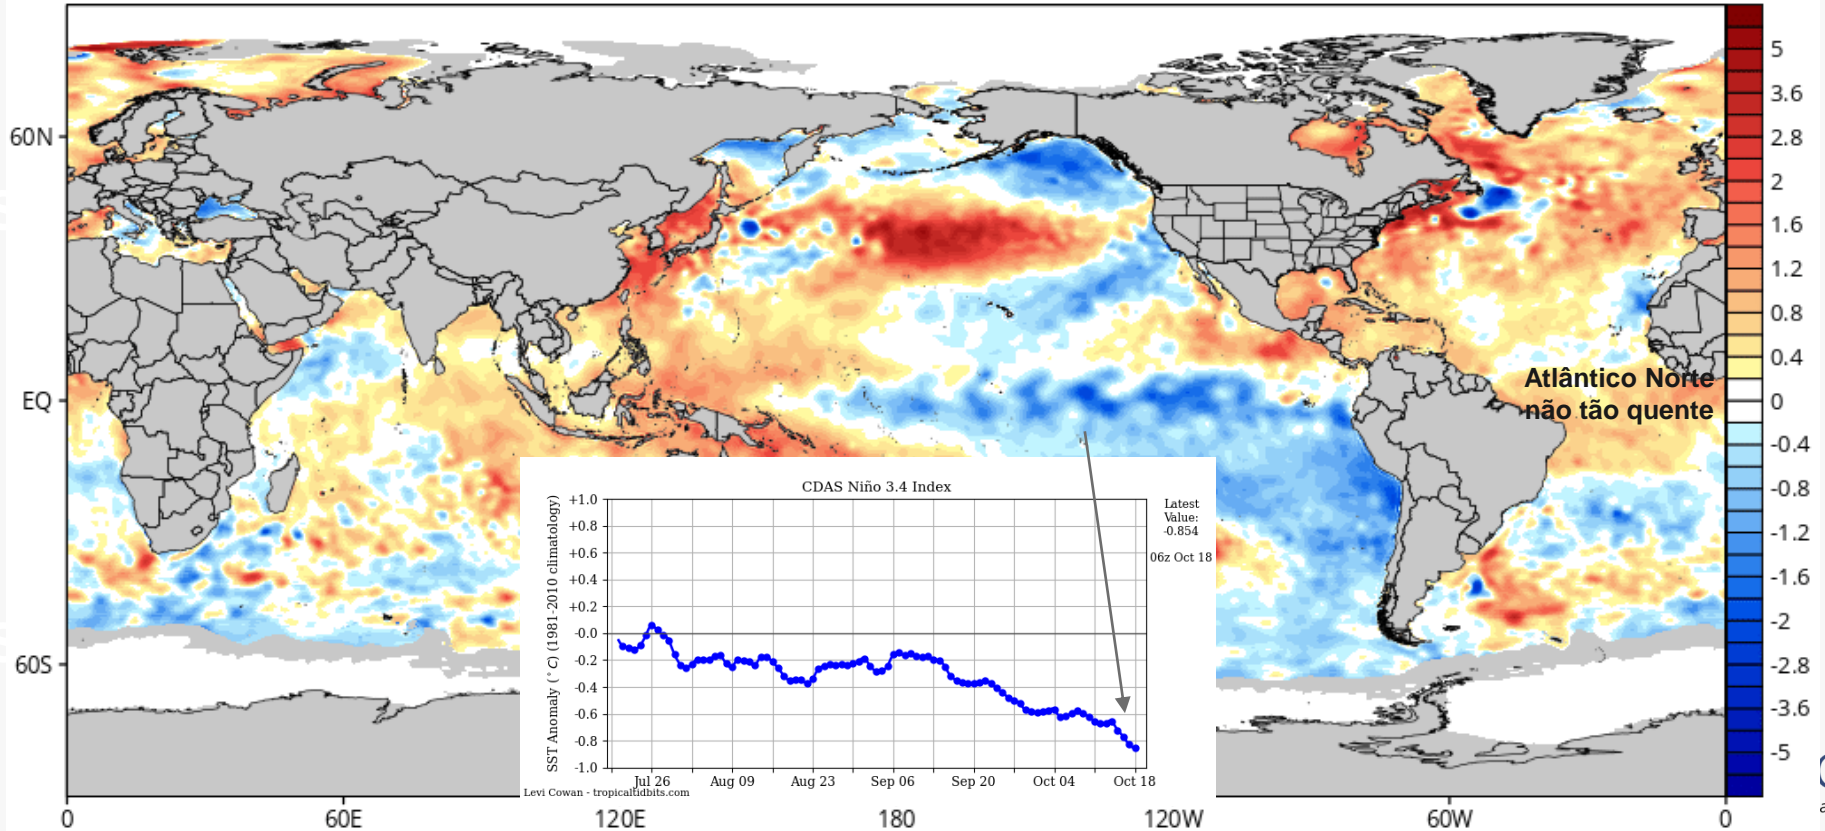 60N
EQ
60S
0
60E
120E
180
120W
60W
0
5
3.6
2.8
2
1.6
1.2
0.8
0.4
0
-0.4
-0.8
-1.2
-1.6
-2
-2.8
-3.6
-5
Atlântico Norte
não tão quente
CDAS Niño 3.4 Index
SST Anomaly (°C) (1981-2010 climatology)
+1.0
+0.8
+0.6
+0.4
+0.2
-0.0
-0.2
-0.4
-0.6
-0.8
-1.0
Jul 26
Aug 09
Aug 23
Sep 06
Sep 20
Oct 04
Oct 18
Latest
Value:
-0.854
06z Oct 18
Levi Cowan - tropicaltidbits.com